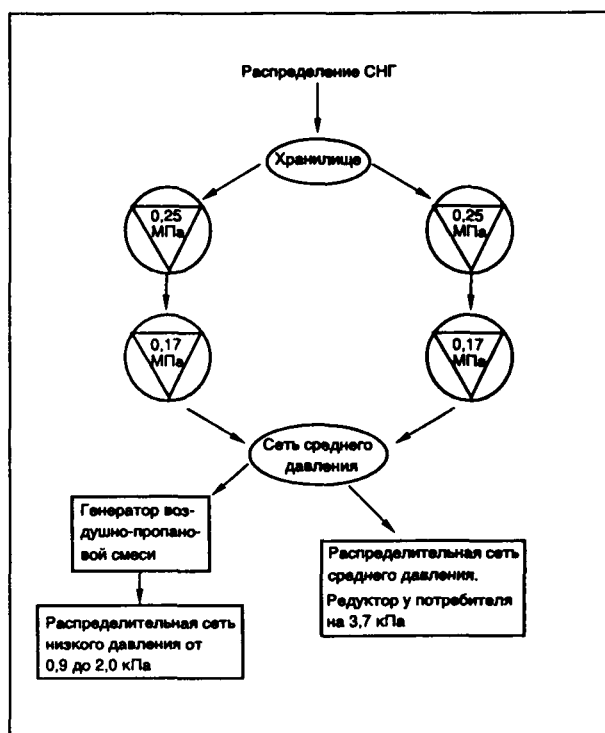 Распределение СНГ
Хранилище
0,25
МПа
0,25
МПа
0,17
МПа
0,17
МПа
Сеть среднего
давления
Генератор воз-
душно-пропано-
вой смеси
Распределительная сеть
среднего давления.
Редуктор у потребителя
на 3,7 кПа
Распределительная сеть
низкого давления от
0,9 до 2,0 кПа